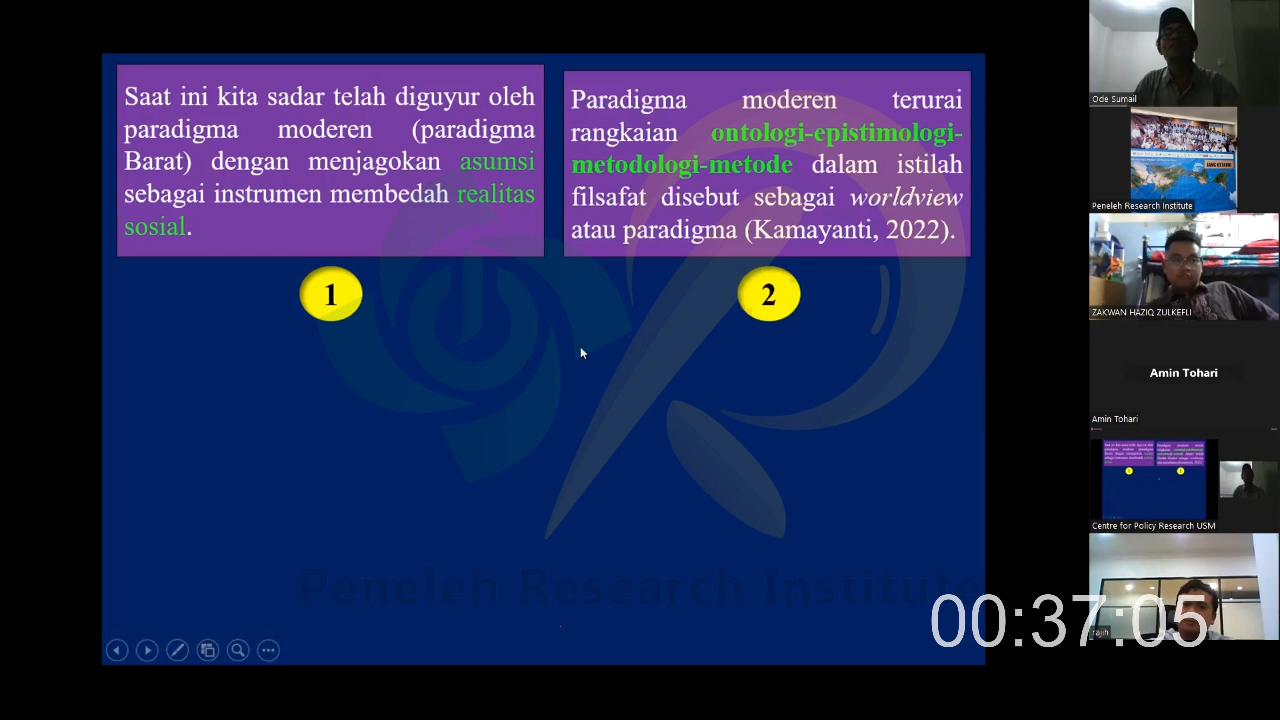 Saat ini kita sadar telah diguyur oleh
paradigma moderen (paradigma
Barat) dengan menjagokan asumsi
sebagai instrumen membedah realitas
sosial.
1
Paradigma moderen terurai
rangkaian ontologi-epistimologi-
metodologi-metode dalam istilah
filsafat disebut sebagai worldview
atau paradigma (Kamayanti, 2022).
2
Peneleh Research Institute
Ode Sumail
Peneleh Research Institute
ZAKWAN HAZIQ ZULKEFLI
Amin Tohari
Amin Tohari
1
2
Centre for Policy Research USM
rajih
00:37:05